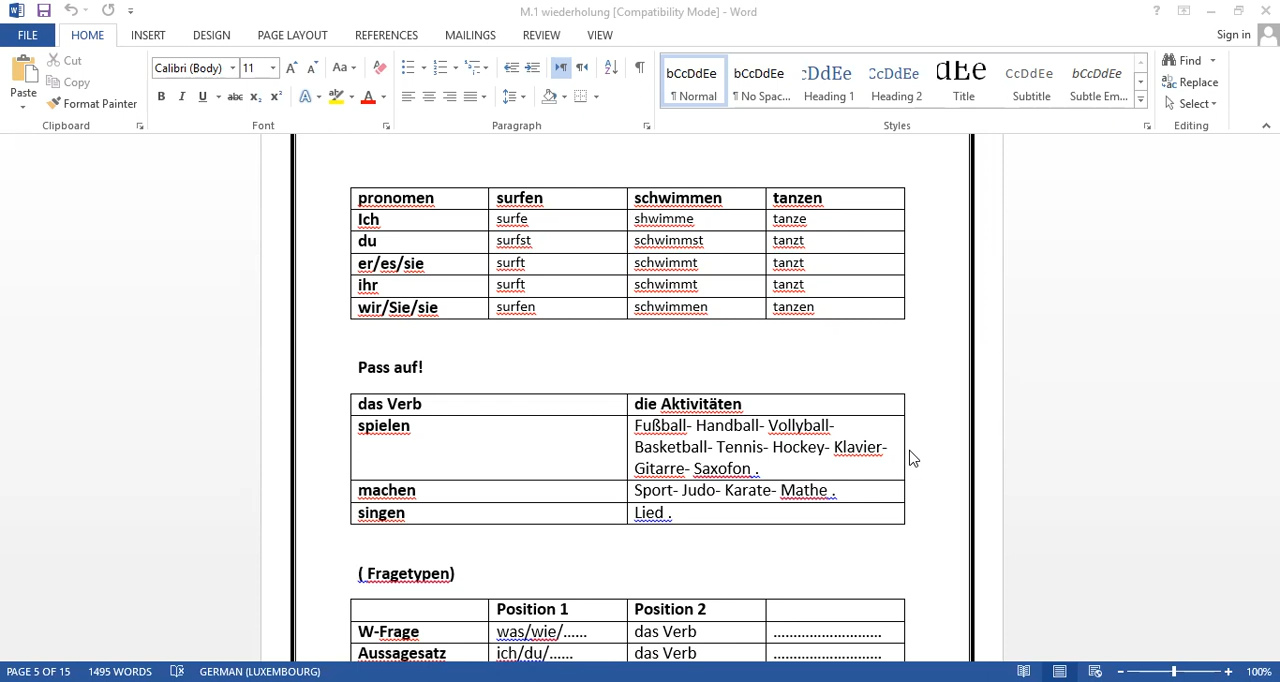 M.1 wiederholung [Compatibility Mode] - Word
?
FILE HOME INSERT DESIGN PAGE LAYOUT REFERENCES MAILINGS REVIEW VIEW Sign in
Paste
Cut
Copy
Format Painter
Clipboard
Calibri (Body) 11
Font
Paragraph
bCcDdEe bCcDdEe cDdEe CcDdEe dEe CcDdEe bCcDdEe
¶ Normal ¶ No Spac... Heading 1 Heading 2 Title Subtitle Subtle Em...
Styles
Find
Replace
Select
Editing
pronomen surfen schwimmen tanzen
Ich surfe shwimme tanze
du surfst schwimmst tanzt
er/es/sie surft schwimmt tanzt
ihr surft schwimmt tanzt
wir/Sie/sie surfen schwimmen tanzen
Pass auf!
das Verb die Aktivitäten
spielen Fußball- Handball- Vollyball-
Basketball- Tennis- Hockey- Klavier-
Gitarre- Saxofon .
machen Sport- Judo- Karate- Mathe .
singen Lied .
( Fragetypen)
Position 1 Position 2
W-Frage was/wie/...... das Verb ...........................
Aussagesatz ich/du/...... das Verb ...........................
PAGE 5 OF 15 1495 WORDS GERMAN (LUXEMBOURG) 100%